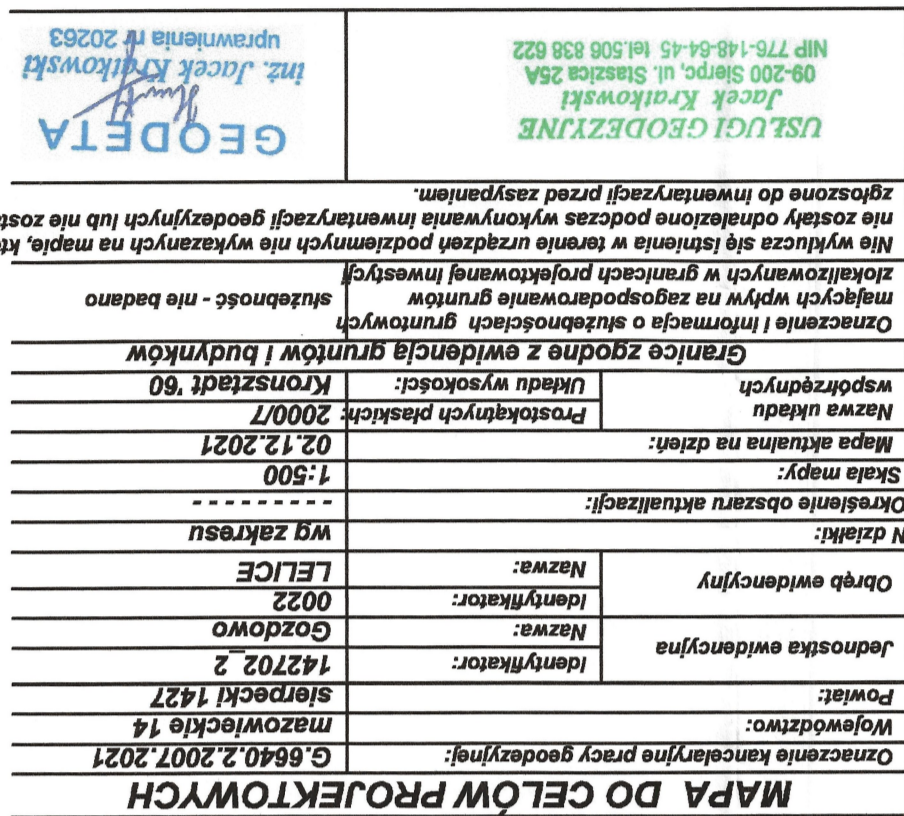 MAPA DO CELÓW PROJEKTOWYCH
Oznaczenie kancelaryjne pracy geodezyjnej: G.6640.2.2007.2021
Województwo: mazowieckie 14
Powiat: sierpecki 1427
Jednostka ewidencyjna
Identyfikator: 142702_2
Nazwa: Gozdowo
Obręb ewidencyjny
Identyfikator: 0022
Nazwa: LELICE
N działki: wg zakresu
Określenie obszaru aktualizacji: - - - - - - - - - -
Skala mapy: 1:500
Mapa aktualna na dzień: 02.12.2021
Nazwa układu
współrzędnych
Prostokątnych płaskich: 2000/7
Układu wysokości: Kronsztadt '60
Granice zgodne z ewidencją gruntów i budynków
Oznaczenie i informacja o służebnościach gruntowych
mających wpływ na zagospodarowanie gruntów
zlokalizowanych w granicach projektowanej inwestycji
służebność - nie badano
Nie wyklucza się istnienia w terenie urządzeń podziemnych nie wykazanych na mapie, któ
nie zostały odnalezione podczas wykonywania inwentaryzacji geodezyjnych lub nie zosta
zgłoszone do inwentaryzacji przed zasypaniem.
USŁUGI GEODEZYJNE
Jacek Kratkowski
09-200 Sierpc, ul. Staszica 25A
NIP 776-148-64-45 tel.506 838 622
GEODETA
inż. Jacek Kratkowski
uprawnienia nr 20263